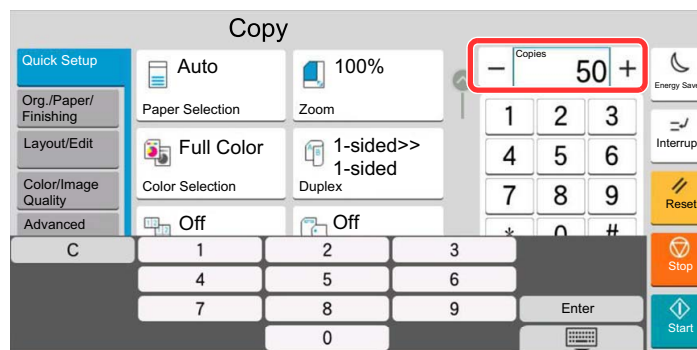 Copy
Quick Setup
Org./Paper/
Finishing
Layout/Edit
Color/Image
Quality
Advanced
Auto
Paper Selection
100%
Zoom
Full Color
Color Selection
1-sided>>
1-sided
Duplex
Off
Off
− Copies 50 +
1 2 3
4 5 6
7 8 9
* 0 #
Energy Save
Interrup
Reset
Stop
Start
C 1 2 3
4 5 6
7 8 9 Enter
0